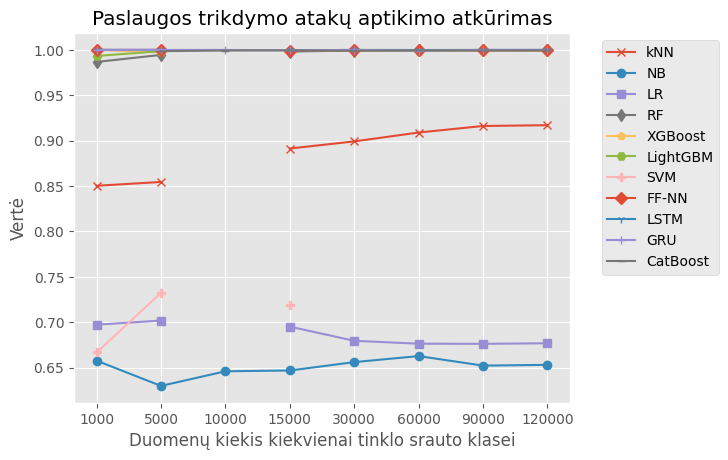 Paslaugos trikdymo atakų aptikimo atkūrimas
Vertė
1.00
0.95
0.90
0.85
0.80
0.75
0.70
0.65
1000 5000 10000 15000 30000 60000 90000 120000
Duomenų kiekis kiekvienai tinklo srauto klasei
kNN
NB
LR
RF
XGBoost
LightGBM
SVM
FF-NN
LSTM
GRU
CatBoost